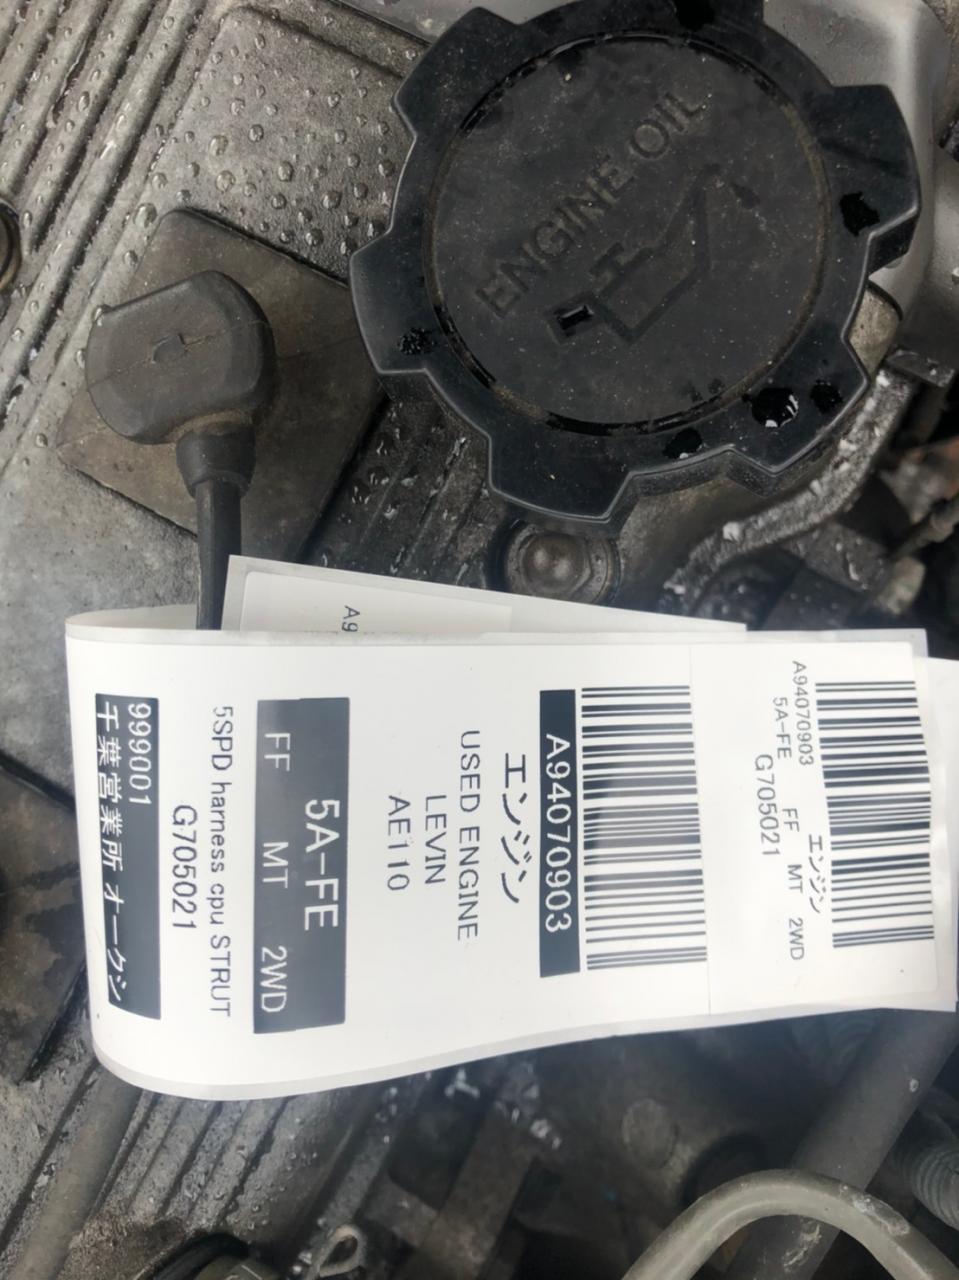 ENGINE OIL
A9
A94070903
エンジン
5A-FE FF MT 2WD
G705021
A94070903
エンジン
USED ENGINE
LEVIN
AE110
5A-FE
FF MT 2WD
5SPD harness cpu STRUT
G705021
999001
千葉営業所 オークシ